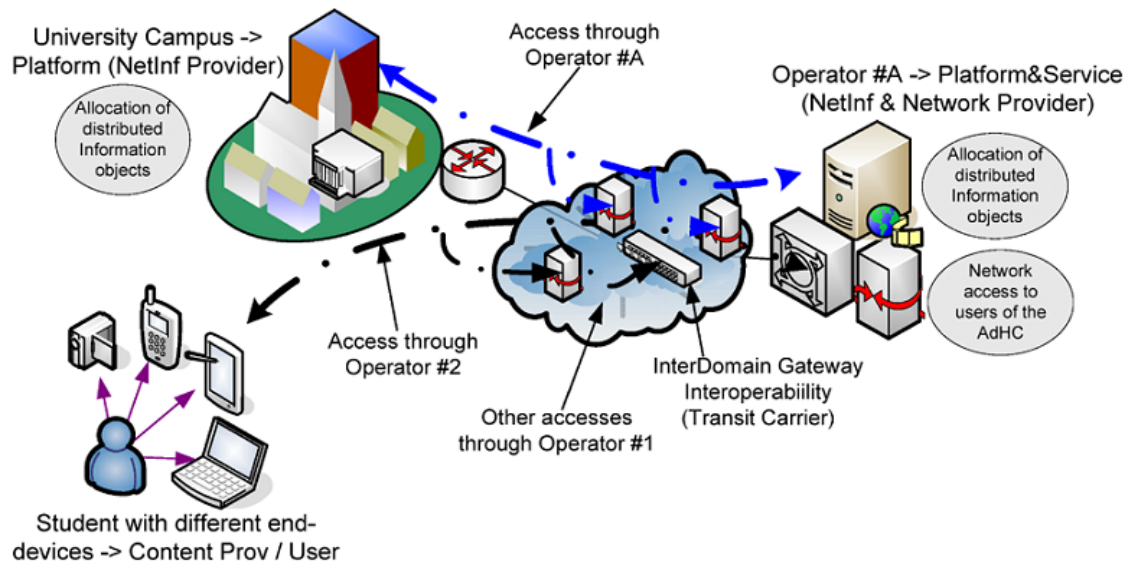 University Campus ->
Platform (NetInf Provider)
Allocation of
distributed
Information
objects
Access through
Operator #A
Operator #A -> Platform&Service
(NetInf & Network Provider)
Allocation of
distributed
Information
objects
Network
access to
users of the
AdHC
Access through
Operator #2
Other accesses
through Operator #1
InterDomain Gateway
Interoperabiility
(Transit Carrier)
Student with different end-
devices -> Content Prov / User